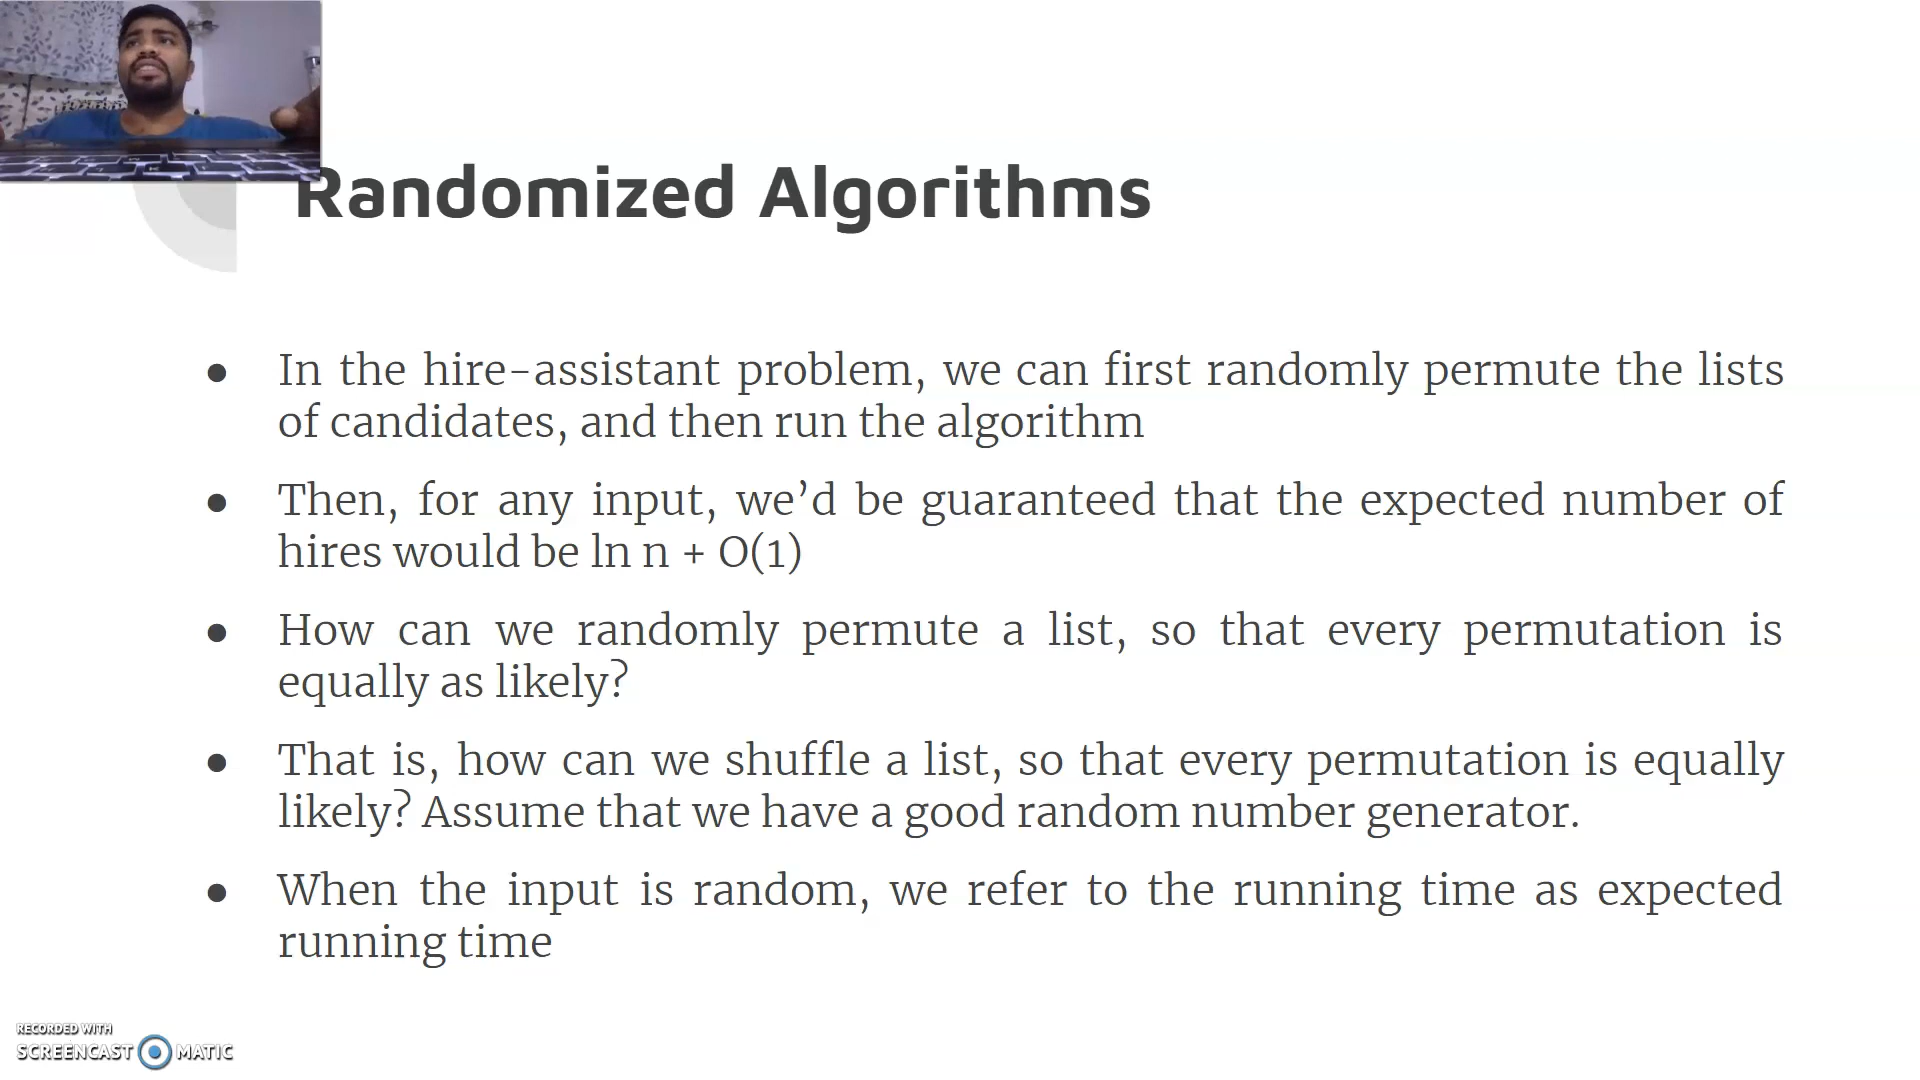 Randomized Algorithms
● In the hire-assistant problem, we can first randomly permute the lists
of candidates, and then run the algorithm
● Then, for any input, we’d be guaranteed that the expected number of
hires would be ln n + O(1)
● How can we randomly permute a list, so that every permutation is
equally as likely?
● That is, how can we shuffle a list, so that every permutation is equally
likely? Assume that we have a good random number generator.
● When the input is random, we refer to the running time as expected
running time
RECORDED WITH
SCREENCAST MATIC